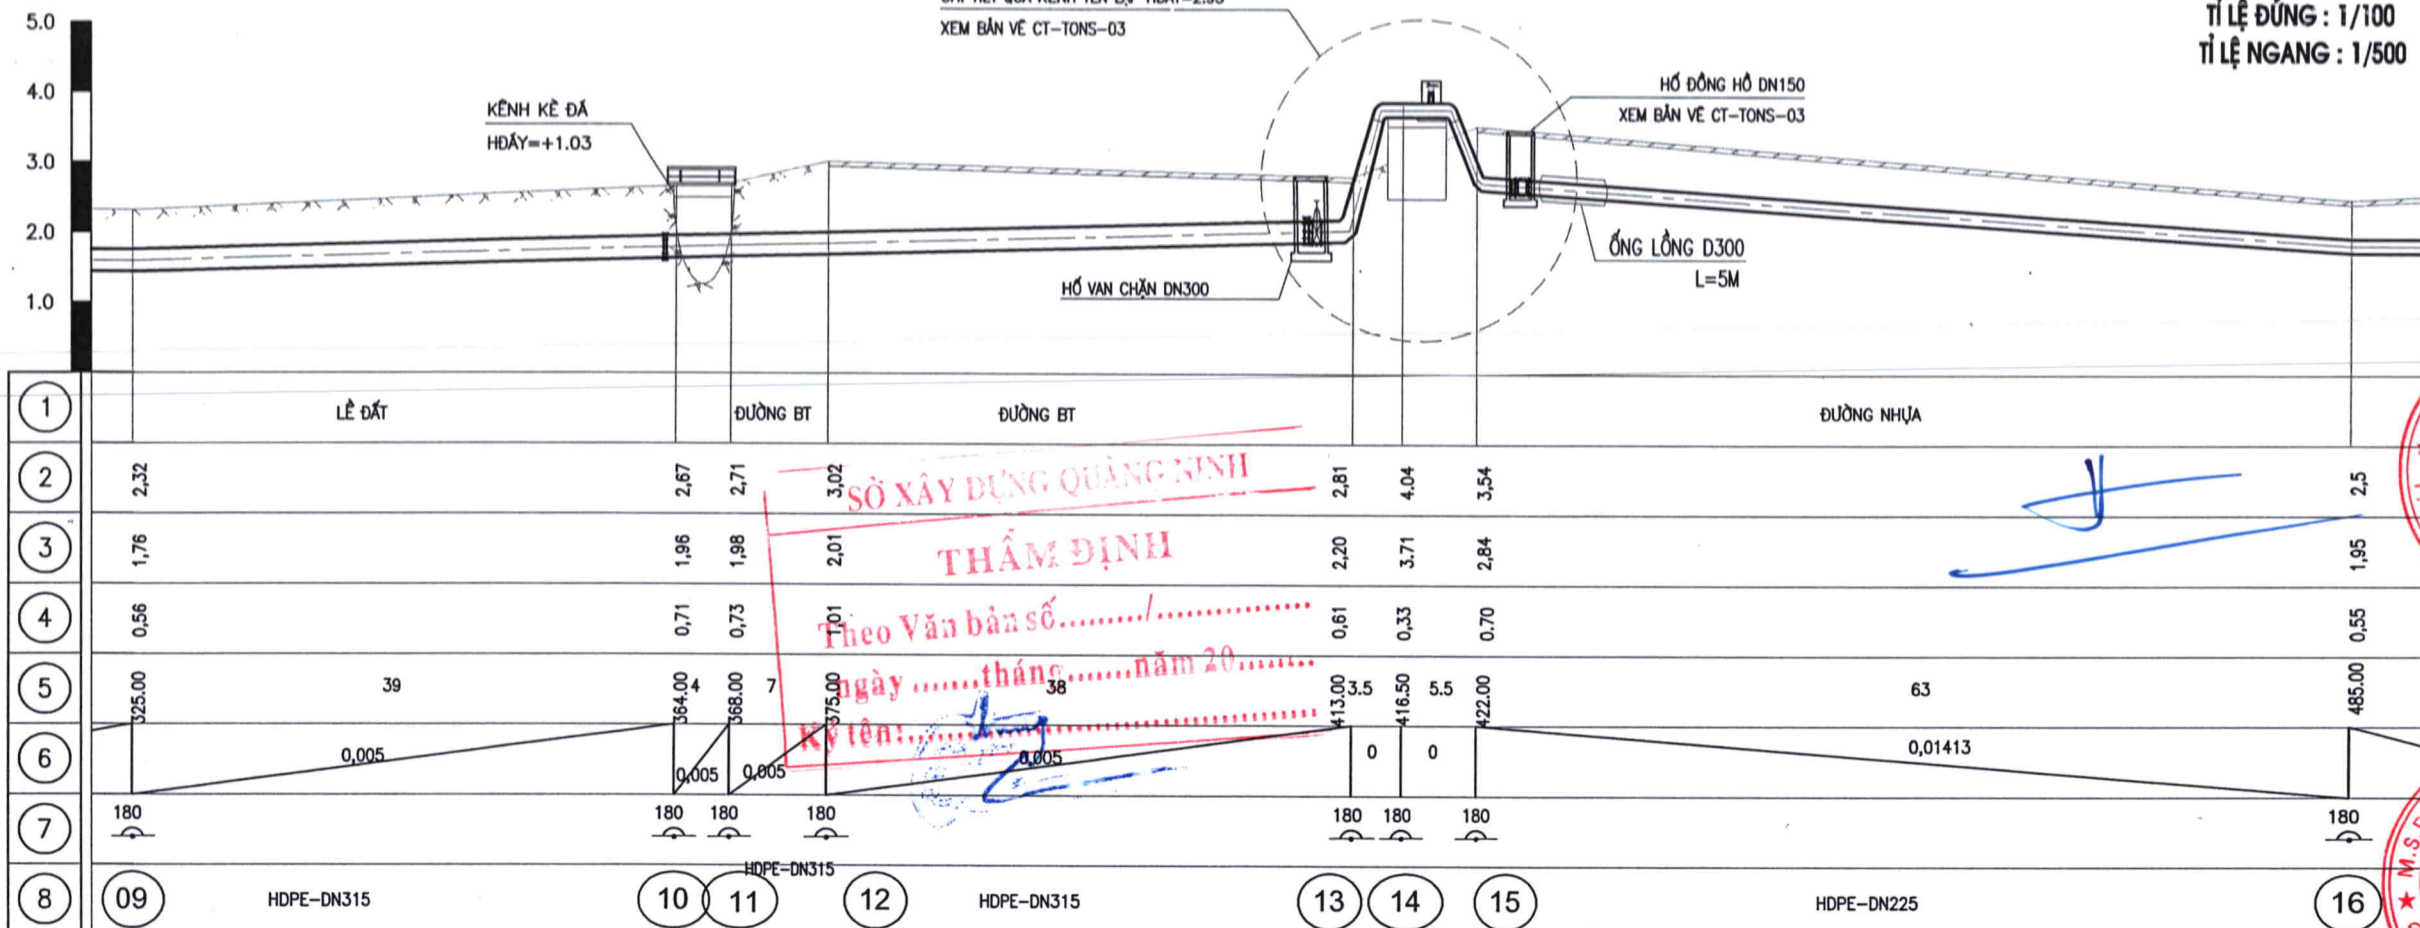 XEM BẢN VẼ CT-TONS-03
TỈ LỆ ĐỨNG : 1/100
TỈ LỆ NGANG : 1/500
5.0
4.0
3.0
2.0
1.0
KÊNH KÈ ĐÁ
HĐÁY=+1.03
HỐ ĐỒNG HỒ DN150
XEM BẢN VẼ CT-TONS-03
HỐ VAN CHẶN DN300
ỐNG LỒNG D300
L=5M
1 LỀ ĐẤT ĐƯỜNG BT ĐƯỜNG BT ĐƯỜNG NHỰA
2 2,32 2,67 2,71 3,02 2,81 4.04 3,54 2,5
3 1,76 1,96 1,98 2,01 2,20 3.71 2,84 1,95
4 0,56 0,71 0,73 1,01 0,61 0,33 0.70 0,55
5 325.00 39 364.00 4 368.00 7 375.00 38 413.00 3.5 416.50 5.5 422.00 63 485.00
6 0,005 0,005 0,005 0,005 0 0 0,01413
7 180 180 180 180 180 180 180 180
8 09 HDPE-DN315 10 11 HDPE-DN315 12 HDPE-DN315 13 14 15 HDPE-DN225 16
SỞ XÂY DỰNG QUẢNG NINH
THẨM ĐỊNH
Theo Văn bản số........./................
ngày .......tháng.......năm 20........
Ký tên:........................................
★ M.S.